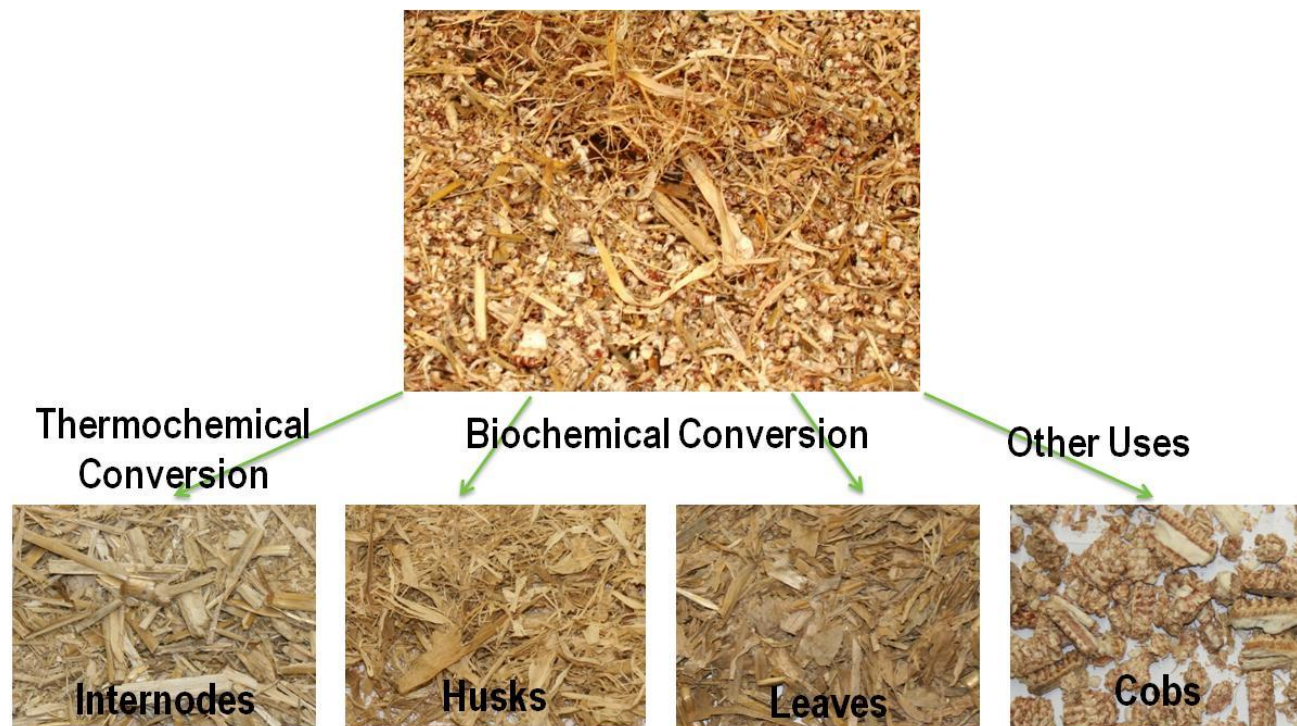 Thermochemical
Conversion
Biochemical Conversion
Other Uses
Internodes
Husks
Leaves
Cobs